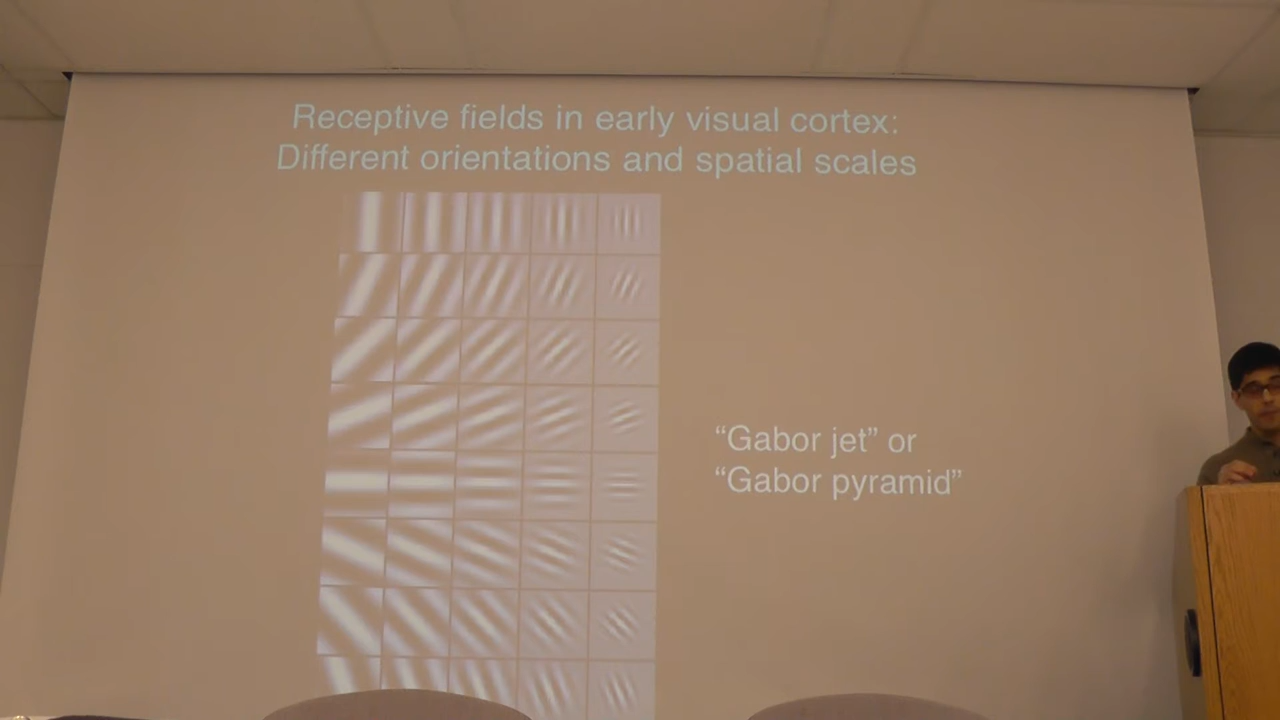 Receptive fields in early visual cortex:
Different orientations and spatial scales
“Gabor jet” or
“Gabor pyramid”